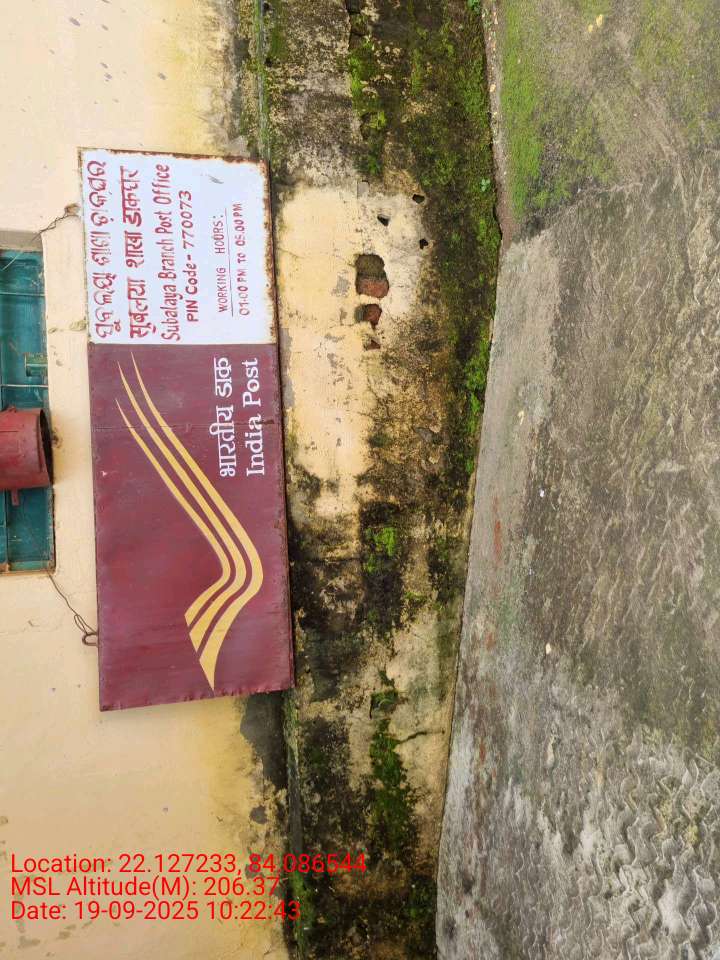 ସୁବଳୟା ଶାଖା ଡାକଘର
सुबलया शाखा डाकघर
Subalaya Branch Post Office
PIN Code- 770073
WORKING HOURS:
01:00 PM TO 05:00 PM
भारतीय डाक
India Post
Location: 22.127233, 84.086544
MSL Altitude(M): 206.37
Date: 19-09-2025 10:22:43